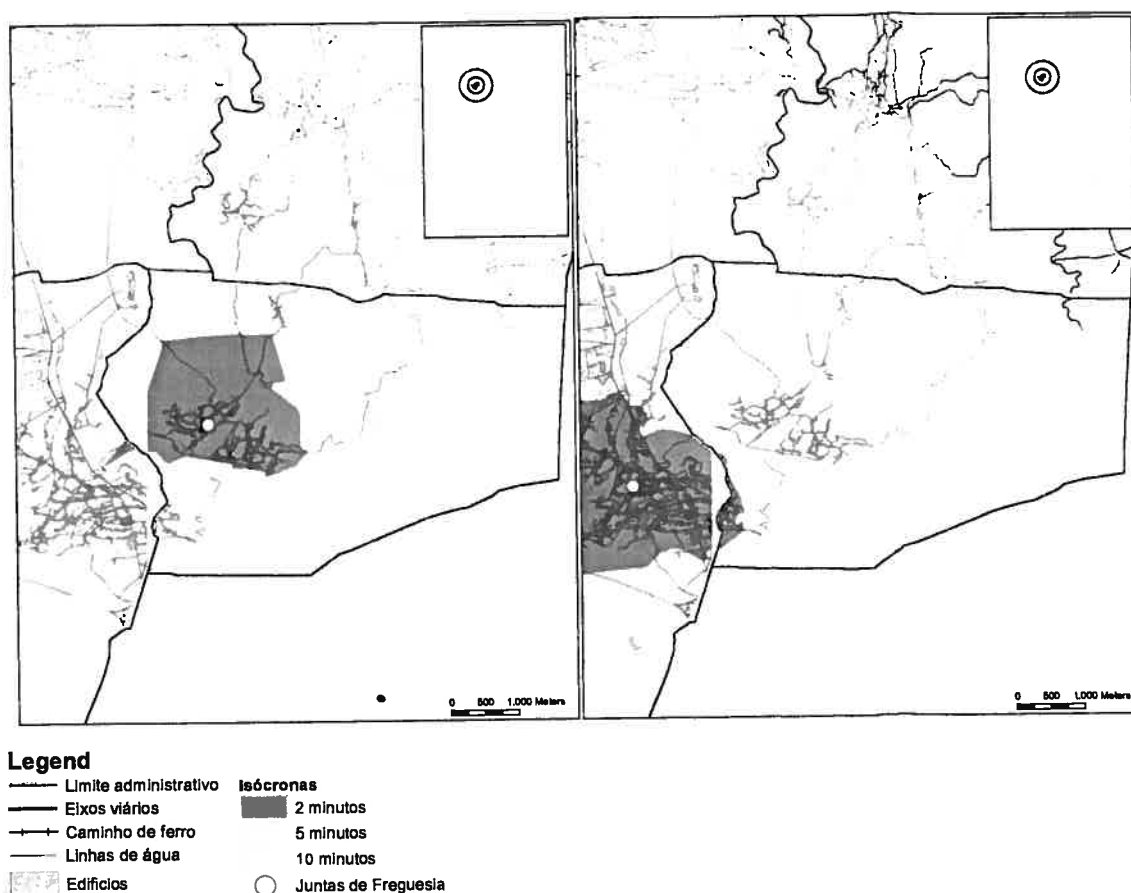 0 500 1,000 Meters
0 500 1,000 Meters
Legend
Limite administrativo
Eixos viários
Caminho de ferro
Linhas de água
Edifícios
Isócronas
2 minutos
5 minutos
10 minutos
Juntas de Freguesia